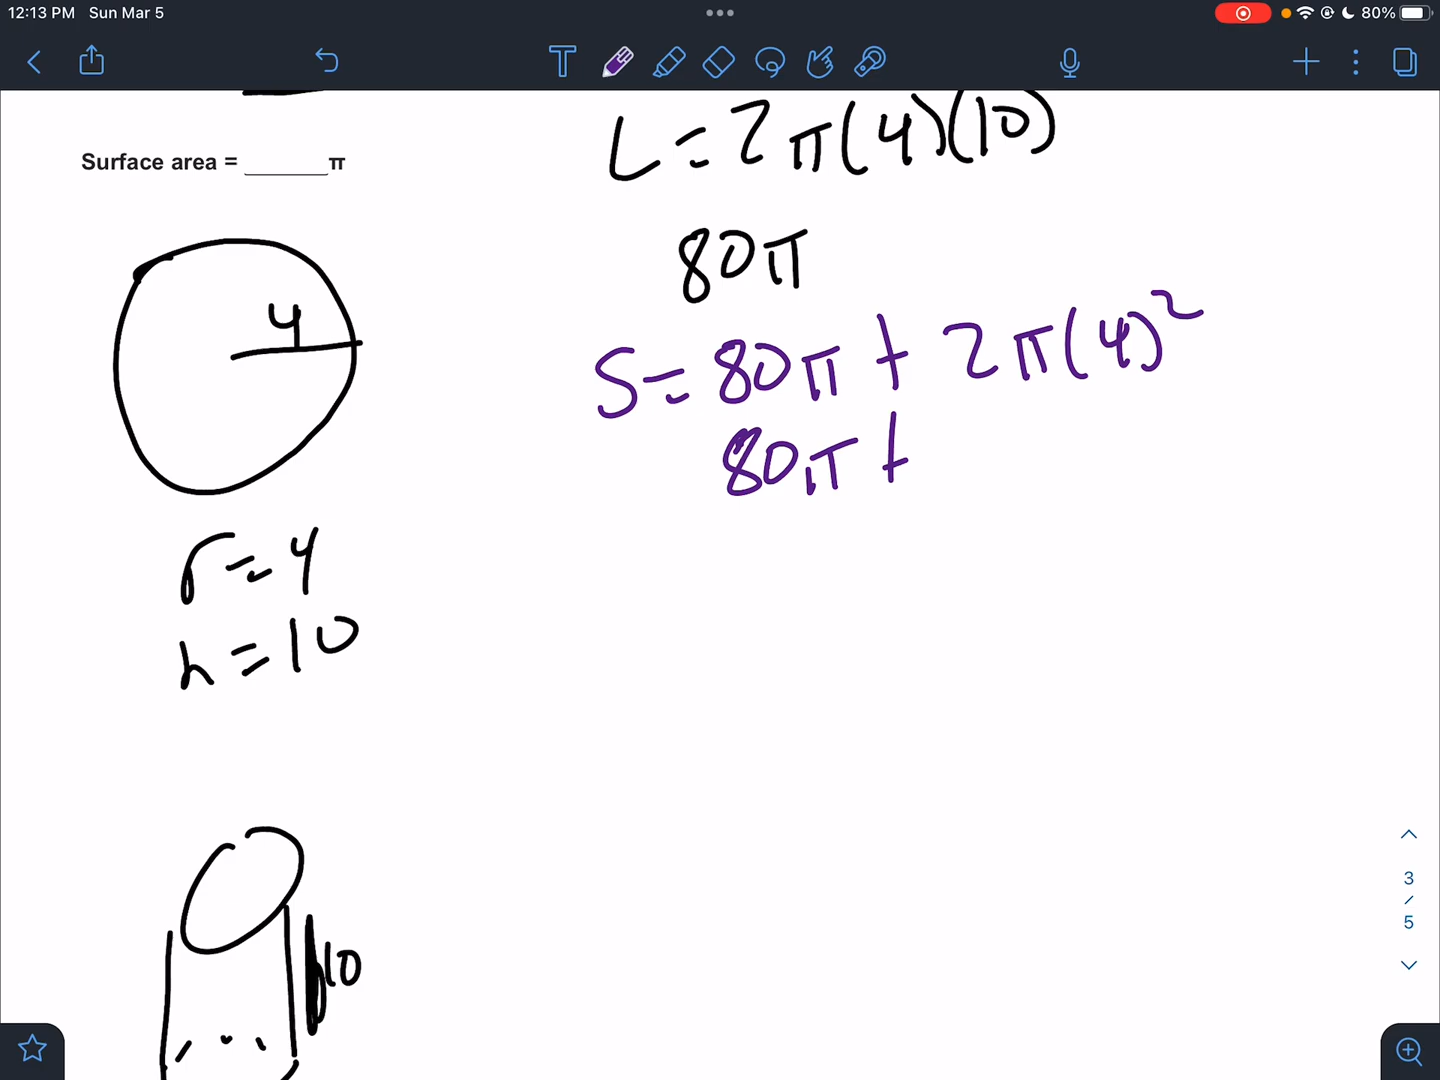 12:13 PM Sun Mar 5 80%
T
L = 2π(4)(10)
Surface area = ______π
80π
4
S = 80π + 2π(4)²
80π +
r = 4
h = 10
3
/
5
10